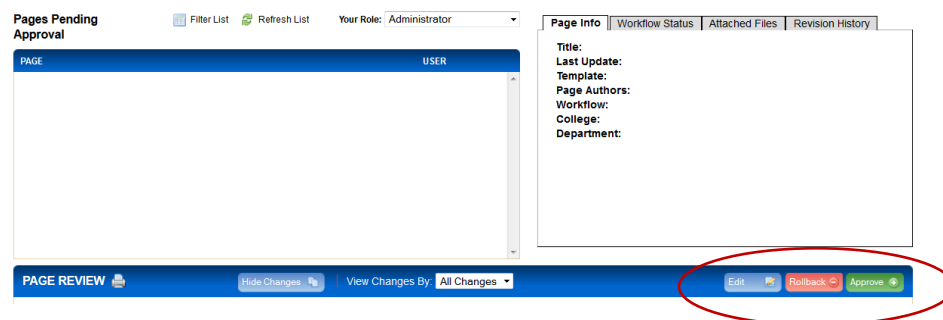 Pages Pending Approval
Filter List
Refresh List
Your Role: Administrator
PAGE USER
Page Info Workflow Status Attached Files Revision History
Title:
Last Update:
Template:
Page Authors:
Workflow:
College:
Department:
PAGE REVIEW Hide Changes View Changes By: All Changes Edit Rollback Approve